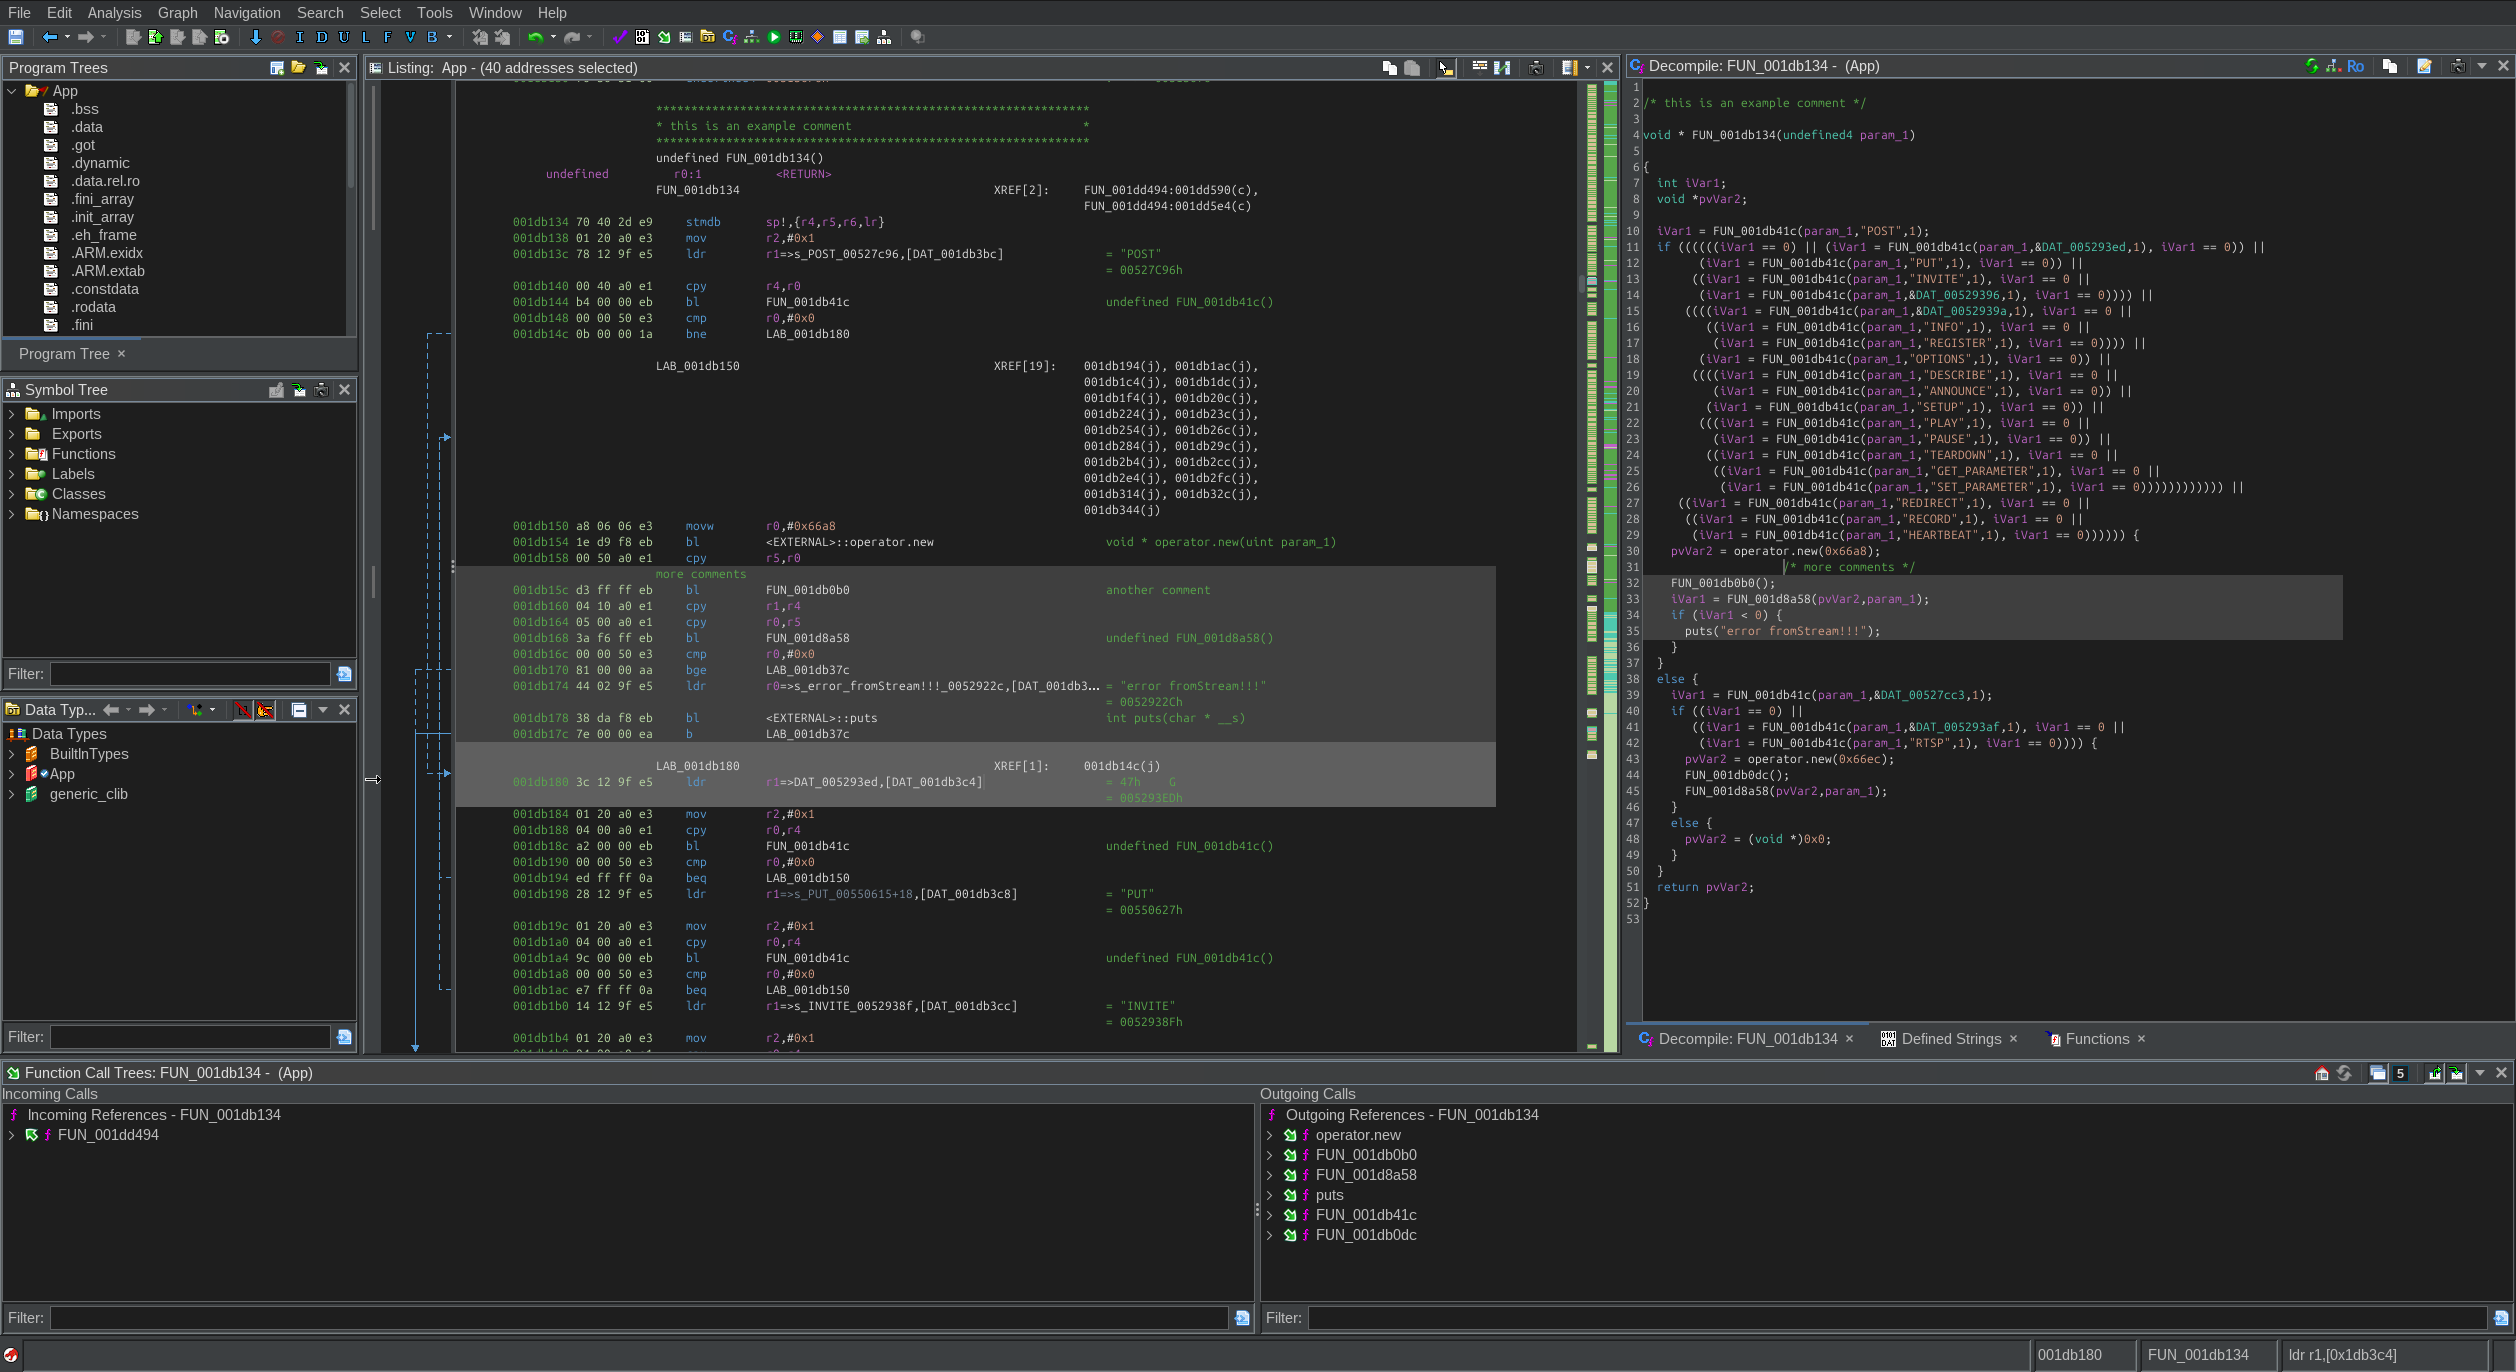 File Edit Analysis Graph Navigation Search Select Tools Window Help
I D U L F V B
Program Trees
App
.bss
.data
.got
.dynamic
.data.rel.ro
.fini_array
.init_array
.eh_frame
.ARM.exidx
.ARM.extab
.constdata
.rodata
.fini
Program Tree ×
Symbol Tree
Imports
Exports
Functions
Labels
Classes
Namespaces
Filter:
Data Typ...
Data Types
BuiltInTypes
App
generic_clib
Filter:
Listing: App - (40 addresses selected)
**************************************************************
* this is an example comment *
**************************************************************
undefined FUN_001db134()
undefined r0:1 <RETURN>
FUN_001db134 XREF[2]: FUN_001dd494:001dd590(c),
FUN_001dd494:001dd5e4(c)
001db134 70 40 2d e9 stmdb sp!,{r4,r5,r6,lr}
001db138 01 20 a0 e3 mov r2,#0x1
001db13c 78 12 9f e5 ldr r1=>s_POST_00527c96,[DAT_001db3bc] = "POST"
= 00527C96h
001db140 00 40 a0 e1 cpy r4,r0
001db144 b4 00 00 eb bl FUN_001db41c undefined FUN_001db41c()
001db148 00 00 50 e3 cmp r0,#0x0
001db14c 0b 00 00 1a bne LAB_001db180
LAB_001db150 XREF[19]: 001db194(j), 001db1ac(j),
001db1c4(j), 001db1dc(j),
001db1f4(j), 001db20c(j),
001db224(j), 001db23c(j),
001db254(j), 001db26c(j),
001db284(j), 001db29c(j),
001db2b4(j), 001db2cc(j),
001db2e4(j), 001db2fc(j),
001db314(j), 001db32c(j),
001db344(j)
001db150 a8 06 06 e3 movw r0,#0x66a8
001db154 1e d9 f8 eb bl <EXTERNAL>::operator.new void * operator.new(uint param_1)
001db158 00 50 a0 e1 cpy r5,r0
more comments
001db15c d3 ff ff eb bl FUN_001db0b0 another comment
001db160 04 10 a0 e1 cpy r1,r4
001db164 05 00 a0 e1 cpy r0,r5
001db168 3a f6 ff eb bl FUN_001d8a58 undefined FUN_001d8a58()
001db16c 00 00 50 e3 cmp r0,#0x0
001db170 81 00 00 aa bge LAB_001db37c
001db174 44 02 9f e5 ldr r0=>s_error_fromStream!!!_0052922c,[DAT_001db3... = "error fromStream!!!"
= 0052922Ch
001db178 38 da f8 eb bl <EXTERNAL>::puts int puts(char * __s)
001db17c 7e 00 00 ea b LAB_001db37c
LAB_001db180 XREF[1]: 001db14c(j)
001db180 3c 12 9f e5 ldr r1=>DAT_005293ed,[DAT_001db3c4] = 47h G
= 005293EDh
001db184 01 20 a0 e3 mov r2,#0x1
001db188 04 00 a0 e1 cpy r0,r4
001db18c a2 00 00 eb bl FUN_001db41c undefined FUN_001db41c()
001db190 00 00 50 e3 cmp r0,#0x0
001db194 ed ff ff 0a beq LAB_001db150
001db198 28 12 9f e5 ldr r1=>s_PUT_00550615+18,[DAT_001db3c8] = "PUT"
= 00550627h
001db19c 01 20 a0 e3 mov r2,#0x1
001db1a0 04 00 a0 e1 cpy r0,r4
001db1a4 9c 00 00 eb bl FUN_001db41c undefined FUN_001db41c()
001db1a8 00 00 50 e3 cmp r0,#0x0
001db1ac e7 ff ff 0a beq LAB_001db150
001db1b0 14 12 9f e5 ldr r1=>s_INVITE_0052938f,[DAT_001db3cc] = "INVITE"
= 0052938Fh
001db1b4 01 20 a0 e3 mov r2,#0x1
Decompile: FUN_001db134 - (App)
Ro
1
2 /* this is an example comment */
3
4 void * FUN_001db134(undefined4 param_1)
5
6 {
7 int iVar1;
8 void *pvVar2;
9
10 iVar1 = FUN_001db41c(param_1,"POST",1);
11 if ((((((iVar1 == 0) || (iVar1 = FUN_001db41c(param_1,&DAT_005293ed,1), iVar1 == 0)) ||
12 (iVar1 = FUN_001db41c(param_1,"PUT",1), iVar1 == 0)) ||
13 ((iVar1 = FUN_001db41c(param_1,"INVITE",1), iVar1 == 0 ||
14 (iVar1 = FUN_001db41c(param_1,&DAT_00529396,1), iVar1 == 0)))) ||
15 ((((iVar1 = FUN_001db41c(param_1,&DAT_0052939a,1), iVar1 == 0 ||
16 ((iVar1 = FUN_001db41c(param_1,"INFO",1), iVar1 == 0 ||
17 (iVar1 = FUN_001db41c(param_1,"REGISTER",1), iVar1 == 0)))) ||
18 (iVar1 = FUN_001db41c(param_1,"OPTIONS",1), iVar1 == 0)) ||
19 ((((iVar1 = FUN_001db41c(param_1,"DESCRIBE",1), iVar1 == 0 ||
20 (iVar1 = FUN_001db41c(param_1,"ANNOUNCE",1), iVar1 == 0)) ||
21 (iVar1 = FUN_001db41c(param_1,"SETUP",1), iVar1 == 0)) ||
22 (((iVar1 = FUN_001db41c(param_1,"PLAY",1), iVar1 == 0 ||
23 (iVar1 = FUN_001db41c(param_1,"PAUSE",1), iVar1 == 0)) ||
24 ((iVar1 = FUN_001db41c(param_1,"TEARDOWN",1), iVar1 == 0 ||
25 ((iVar1 = FUN_001db41c(param_1,"GET_PARAMETER",1), iVar1 == 0 ||
26 (iVar1 = FUN_001db41c(param_1,"SET_PARAMETER",1), iVar1 == 0)))))))))))) ||
27 ((iVar1 = FUN_001db41c(param_1,"REDIRECT",1), iVar1 == 0 ||
28 ((iVar1 = FUN_001db41c(param_1,"RECORD",1), iVar1 == 0 ||
29 ((iVar1 = FUN_001db41c(param_1,"HEARTBEAT",1), iVar1 == 0)))))) {
30 pvVar2 = operator.new(0x66a8);
31 /* more comments */
32 FUN_001db0b0();
33 iVar1 = FUN_001d8a58(pvVar2,param_1);
34 if (iVar1 < 0) {
35 puts("error fromStream!!!");
36 }
37 }
38 else {
39 iVar1 = FUN_001db41c(param_1,&DAT_00527cc3,1);
40 if ((iVar1 == 0) ||
41 ((iVar1 = FUN_001db41c(param_1,&DAT_005293af,1), iVar1 == 0 ||
42 (iVar1 = FUN_001db41c(param_1,"RTSP",1), iVar1 == 0)))) {
43 pvVar2 = operator.new(0x66ec);
44 FUN_001db0dc();
45 FUN_001d8a58(pvVar2,param_1);
46 }
47 else {
48 pvVar2 = (void *)0x0;
49 }
50 }
51 return pvVar2;
52 }
53
Decompile: FUN_001db134 × Defined Strings × Functions ×
Function Call Trees: FUN_001db134 - (App)
5
Incoming Calls
Incoming References - FUN_001db134
FUN_001dd494
Filter:
Outgoing Calls
Outgoing References - FUN_001db134
operator.new
FUN_001db0b0
FUN_001d8a58
puts
FUN_001db41c
FUN_001db0dc
Filter:
001db180 FUN_001db134 ldr r1,[0x1db3c4]